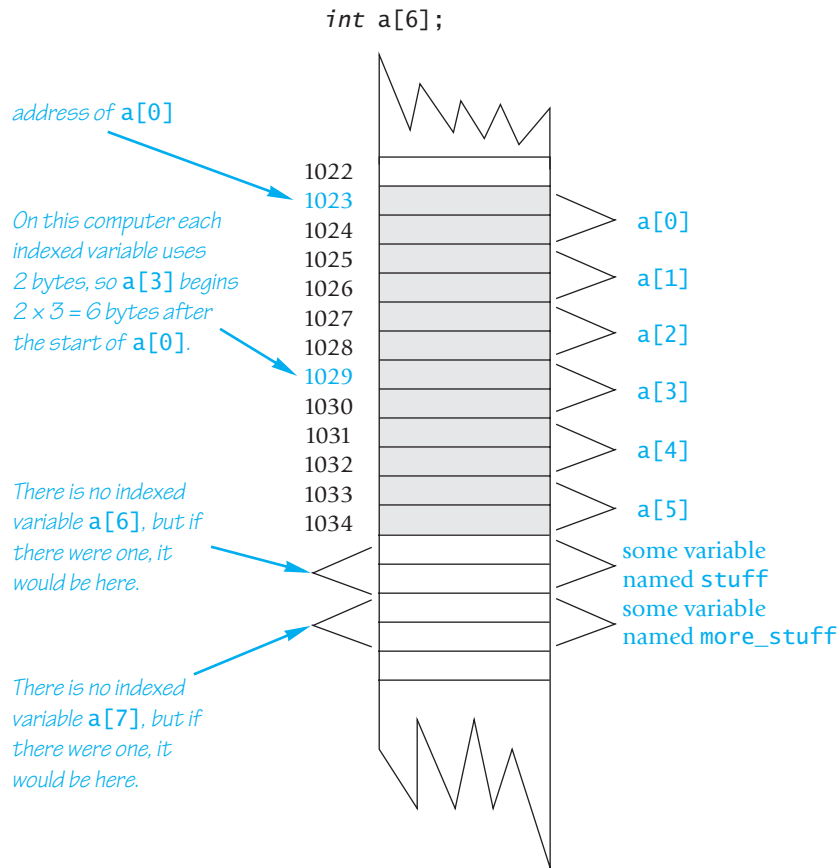 int a[6];
address of a[0]
1022
1023
1024
1025
1026
1027
1028
1029
1030
1031
1032
1033
1034
On this computer each
indexed variable uses
2 bytes, so a[3] begins
2 × 3 = 6 bytes after
the start of a[0].
There is no indexed
variable a[6], but if
there were one, it
would be here.
There is no indexed
variable a[7], but if
there were one, it
would be here.
a[0]
a[1]
a[2]
a[3]
a[4]
a[5]
some variable
named stuff
some variable
named more_stuff